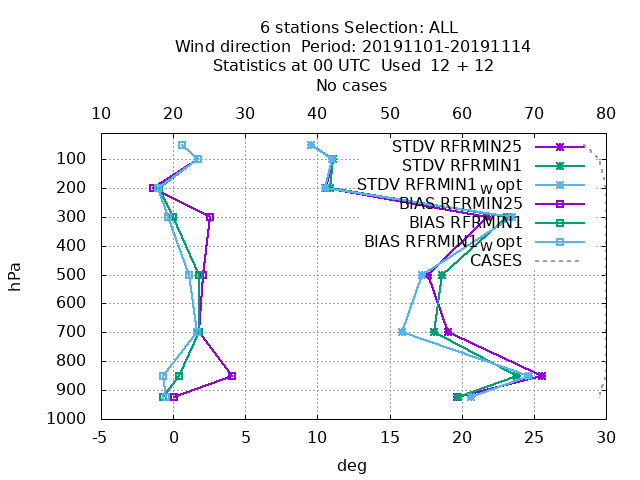 6 stations Selection: ALL
Wind direction  Period: 20191101-20191114
Statistics at 00 UTC  Used  12 + 12
No cases
10 20 30 40 50 60 70 80
STDV RFRMIN25
STDV RFRMIN1
STDV RFRMIN1w opt
BIAS RFRMIN25
BIAS RFRMIN1
BIAS RFRMIN1w opt
CASES
hPa
100
200
300
400
500
600
700
800
900
1000
-5 0 5 10 15 20 25 30
deg